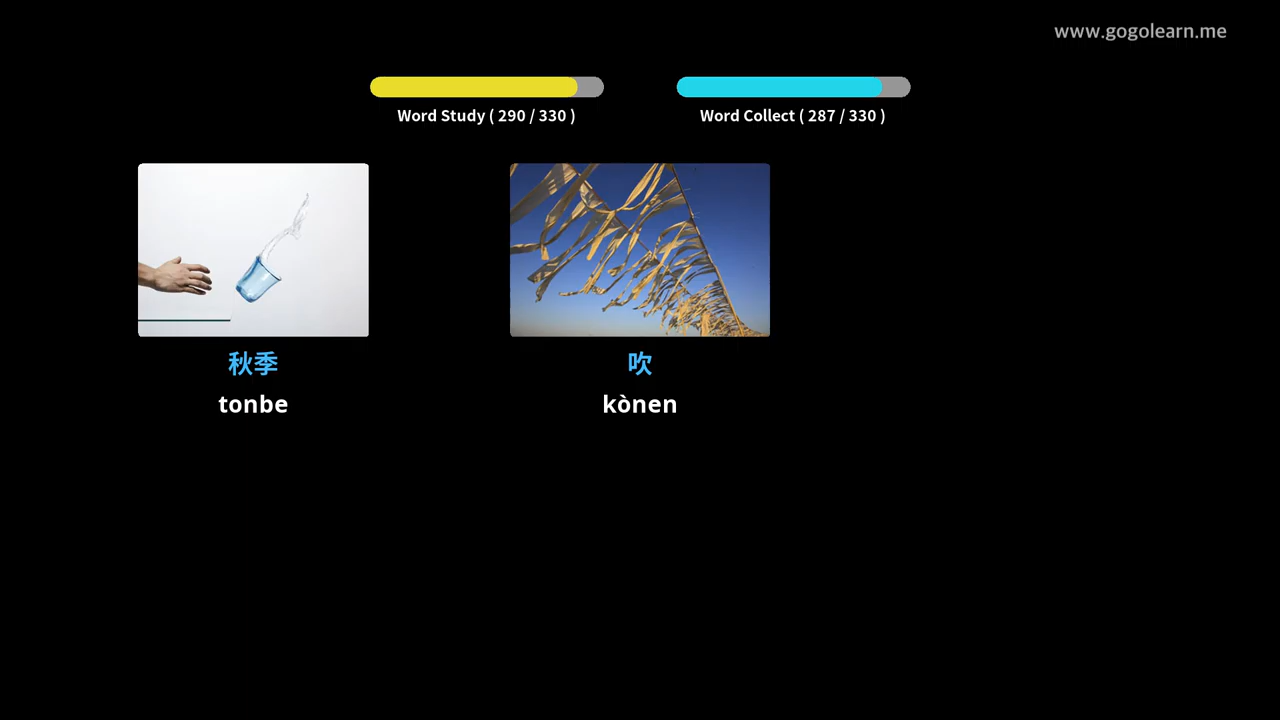 www.gogolearn.me
Word Study ( 290 / 330 )
Word Collect ( 287 / 330 )
秋季
tonbe
吹
kònen